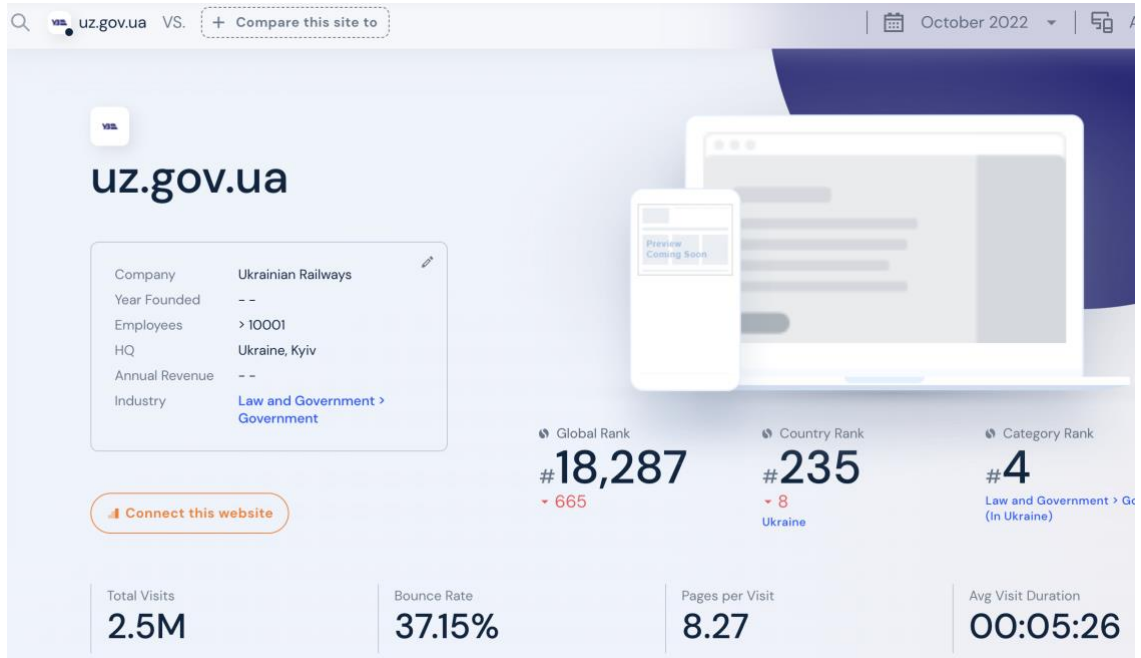 uz.gov.ua VS. + Compare this site to October 2022
uz.gov.ua
Preview
Coming Soon
Company Ukrainian Railways
Year Founded - -
Employees > 10001
HQ Ukraine, Kyiv
Annual Revenue - -
Industry Law and Government >
Government
Connect this website
Global Rank Country Rank Category Rank
#18,287 #235 #4
665 8 Law and Government >
Ukraine (In Ukraine)
Total Visits Bounce Rate Pages per Visit Avg Visit Duration
2.5M 37.15% 8.27 00:05:26